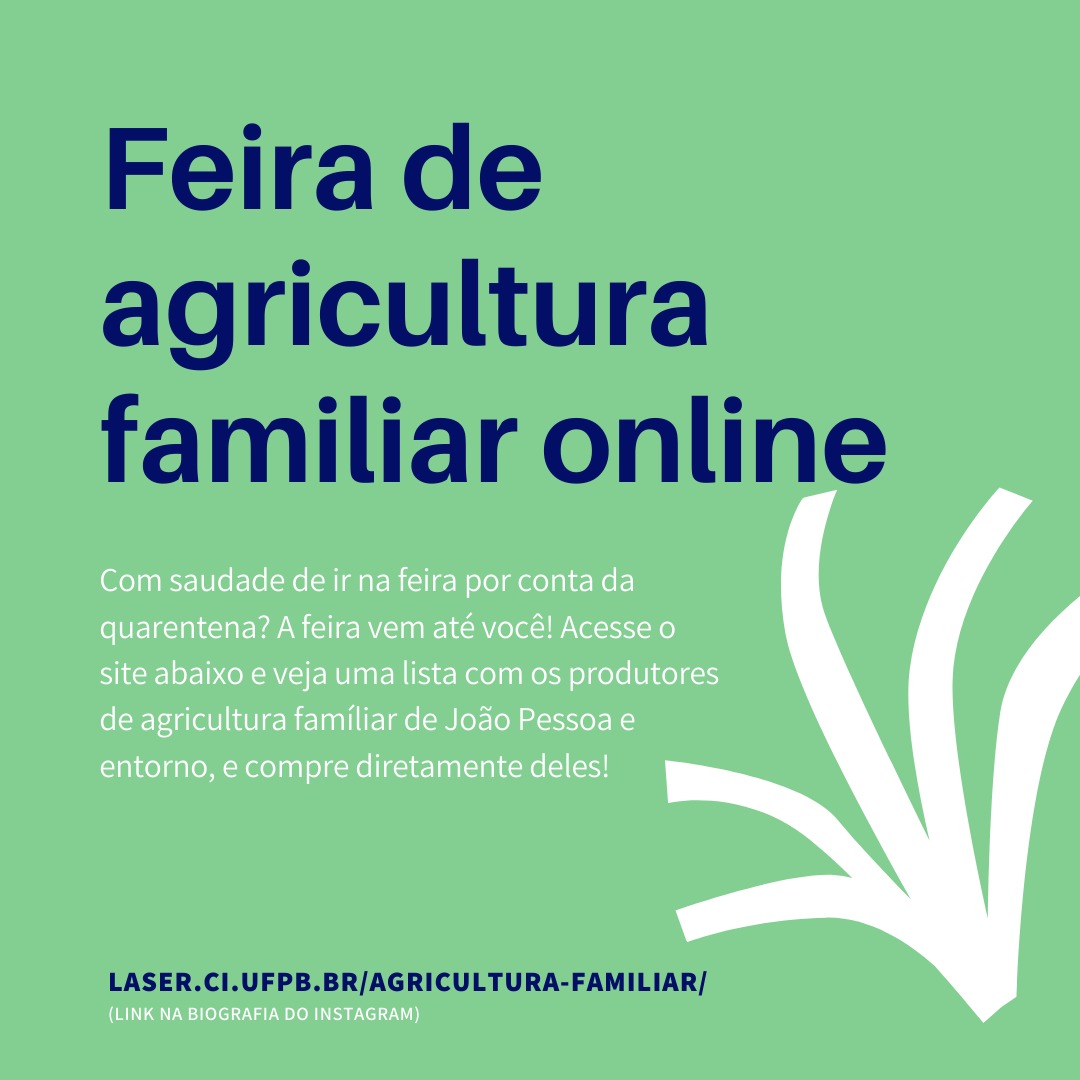 Feira de
agricultura
familiar online
Com saudade de ir na feira por conta da
quarentena? A feira vem até você! Acesse o
site abaixo e veja uma lista com os produtores
de agricultura famíliar de João Pessoa e
entorno, e compre diretamente deles!
LASER.CI.UFPB.BR/AGRICULTURA-FAMILIAR/
(LINK NA BIOGRAFIA DO INSTAGRAM)